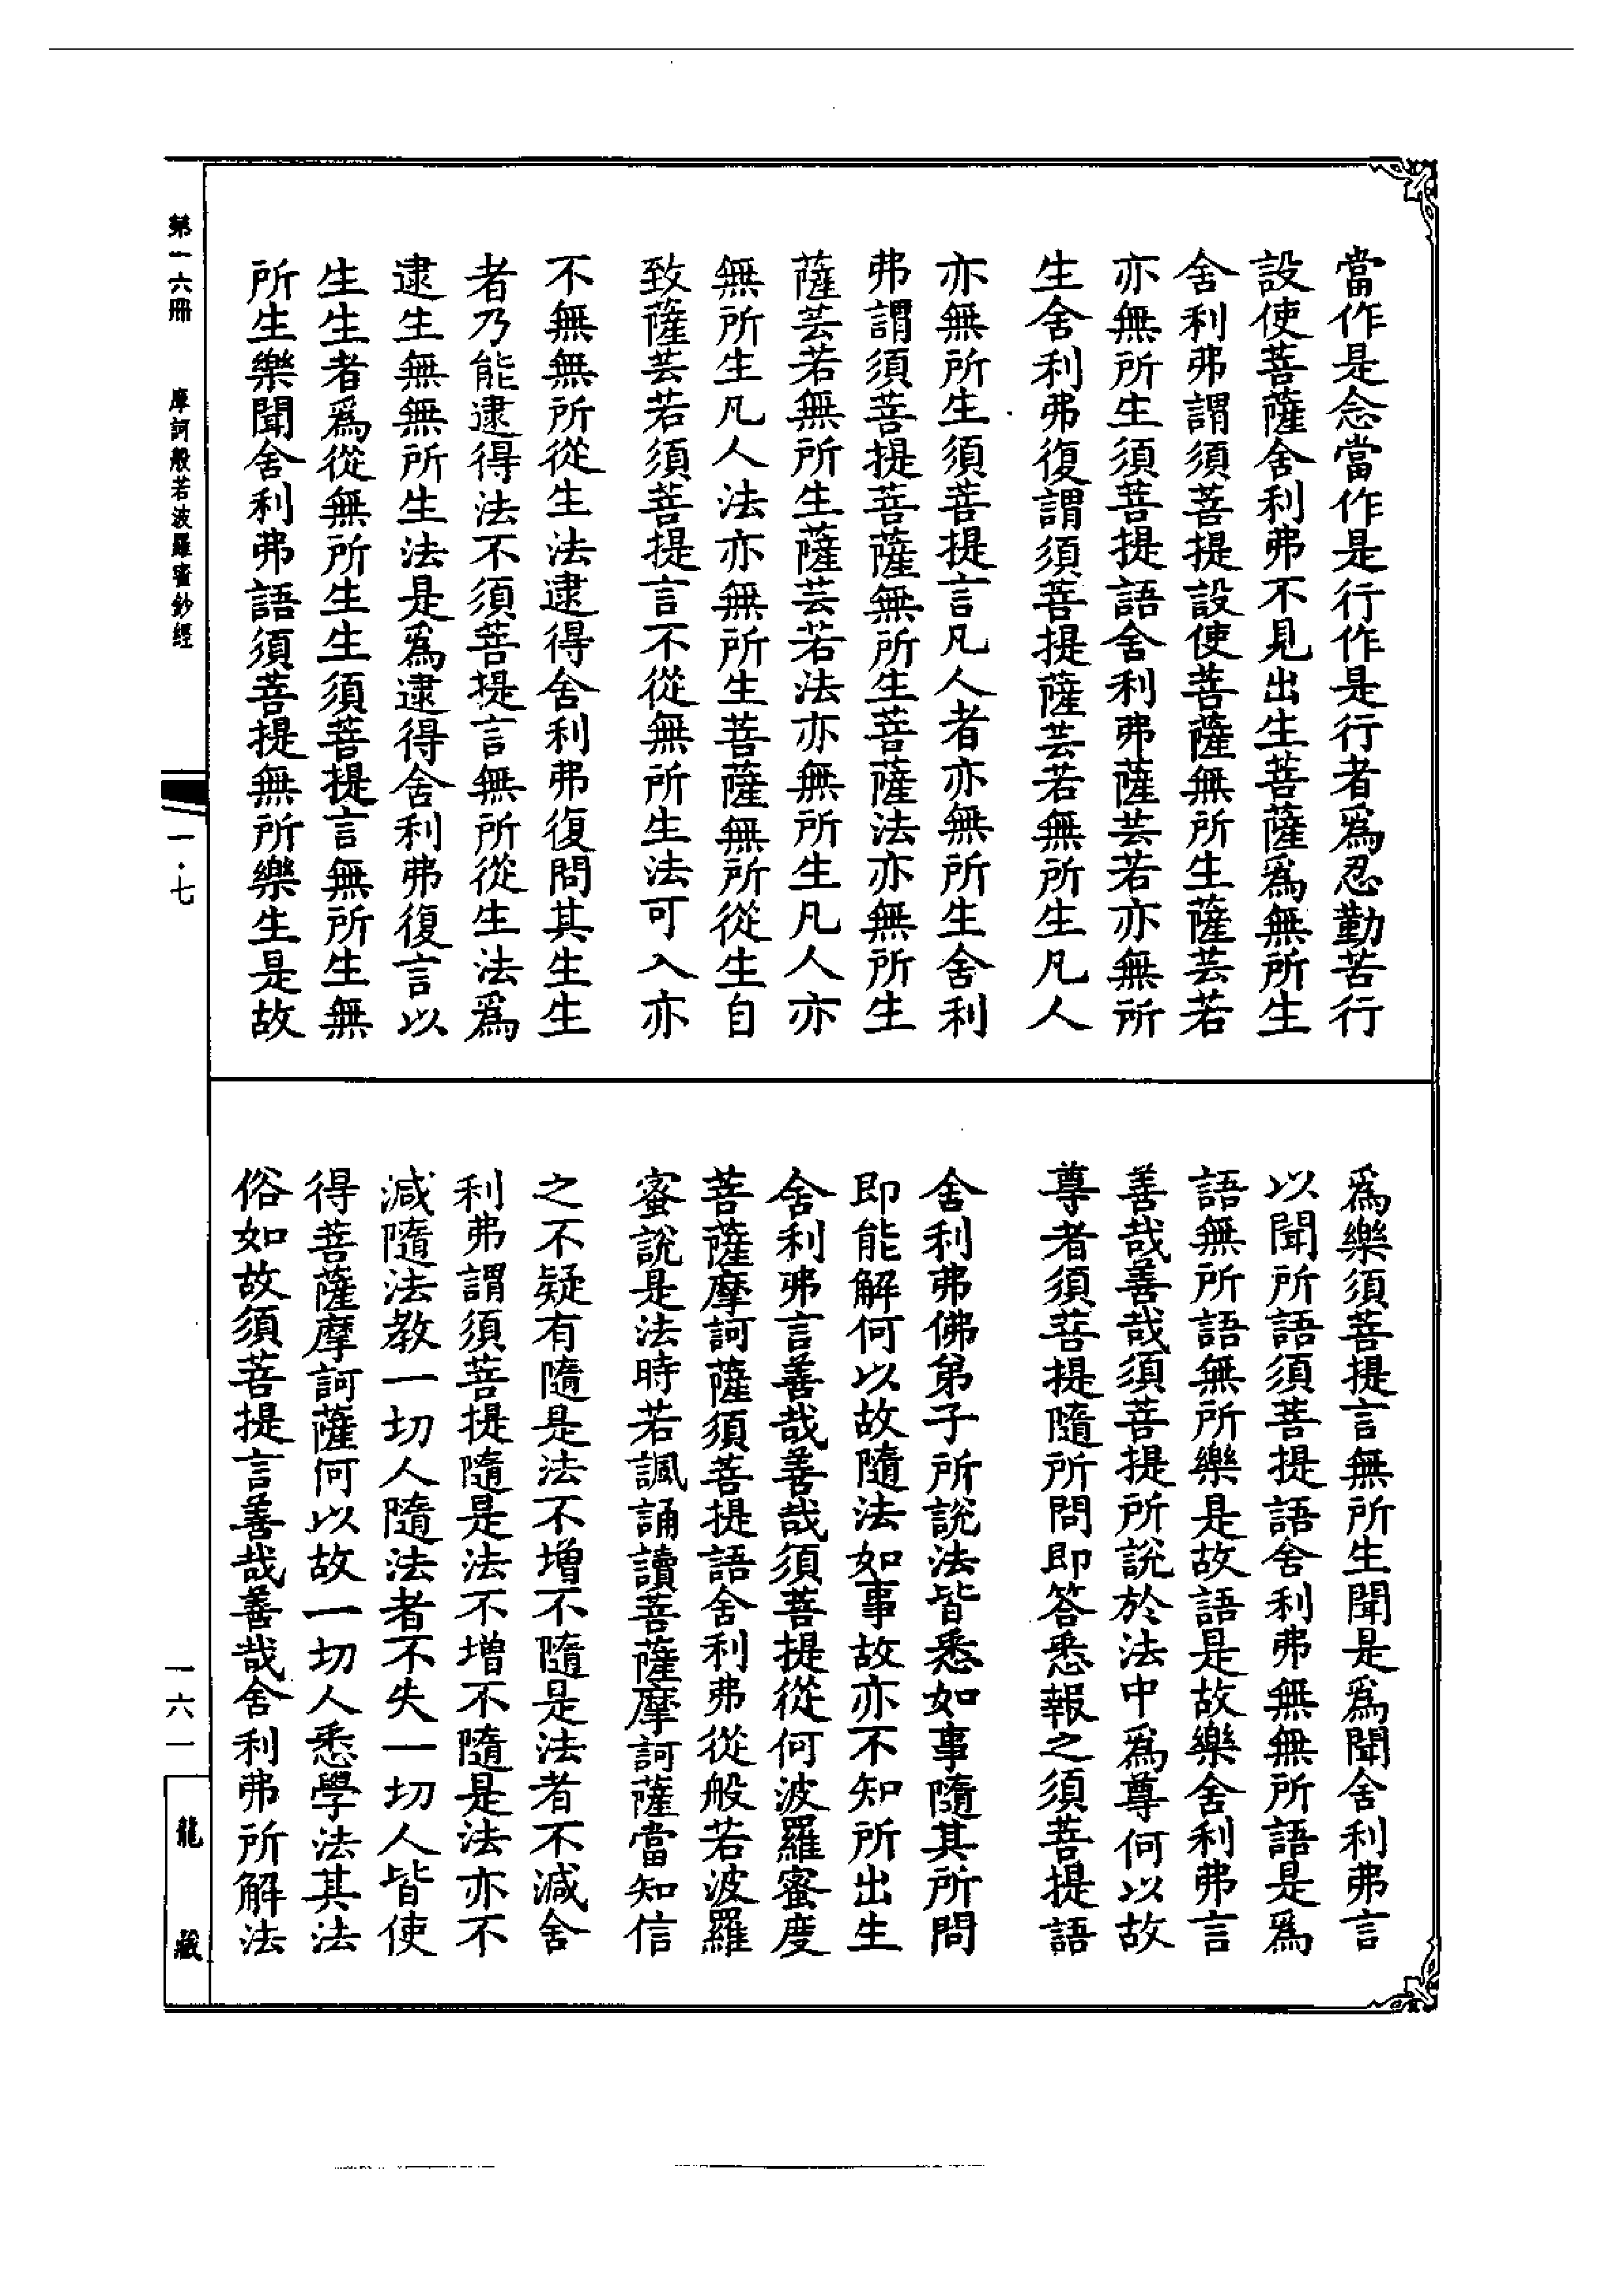 當作是念當作是行作是行者爲忍勤苦行
設使菩薩舍利弗不見出生菩薩爲無所生
舍利弗謂須菩提設使菩薩無所生薩芸若
亦無所生須菩提語舍利弗薩芸若亦無所
生舍利弗復謂須菩提薩芸若無所生凡人
亦無所生須菩提言凡人者亦無所生舍利
弗謂須菩提菩薩無所生菩薩法亦無所生
薩芸若無所生薩芸若法亦無所生凡人亦
無所生凡人法亦無所生菩薩無所從生自
致薩芸若須菩提言不從無所生法可入亦
不無無所從生法逮得舍利弗復問其生生
者乃能逮得法不須菩提言無所從生法爲
逮生無無所生法是爲逮得舍利弗復言以
生生者爲從無所生生須菩提言無所生無
所生樂聞舍利弗語須菩提無所樂生是故
爲樂須菩提言無所生聞是爲聞舍利弗言
以聞所語須菩提語舍利弗無無所語是爲
語無所語無所樂是故語是故樂舍利弗言
善哉善哉須菩提所說於法中爲尊何以故
尊者須菩提隨所問即答悉報之須菩提語
舍利弗佛弟子所說法皆悉如事隨其所問
即能解何以故隨法如事故亦不知所出生
舍利弗言善哉善哉須菩提從何波羅蜜度
菩薩摩訶薩須菩提語舍利弗從般若波羅
蜜說是法時若諷誦讀菩薩摩訶薩當知信
之不疑有隨是法不增不隨是法者不減舍
利弗謂須菩提隨是法不增不隨是法亦不
減隨法教一切人隨法者不失一切人皆使
得菩薩摩訶薩何以故一切人悉學法其法
俗如故須菩提言善哉善哉舍利弗所解法
第一六冊　摩訶般若波羅蜜鈔經
一·七
一六一
龍藏